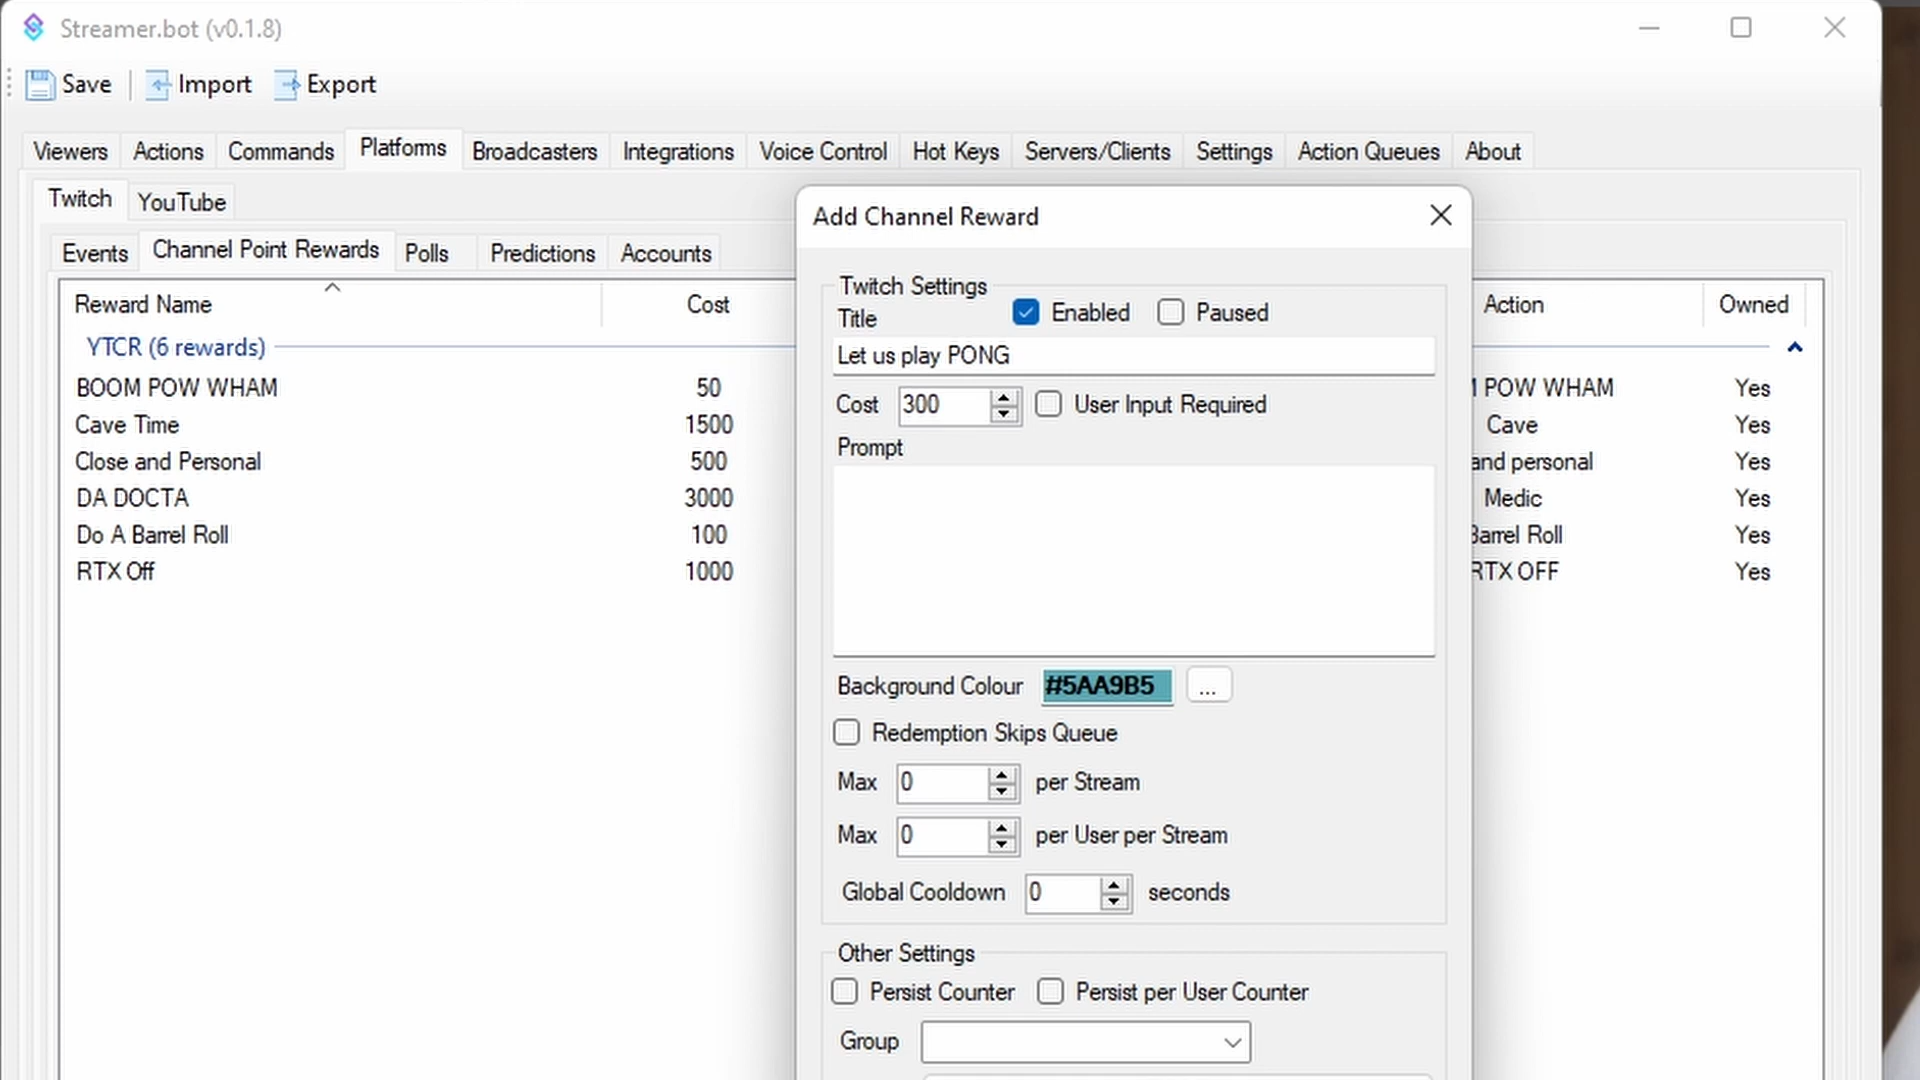 Streamer.bot (v0.1.8)
Save Import Export
Viewers Actions Commands Platforms Broadcasters Integrations Voice Control Hot Keys Servers/Clients Settings Action Queues About
Twitch YouTube
Events Channel Point Rewards Polls Predictions Accounts
Reward Name Cost Action Owned
YTCR (6 rewards)
BOOM POW WHAM 50 POW WHAM Yes
Cave Time 1500 Cave Yes
Close and Personal 500 and personal Yes
DA DOCTA 3000 Medic Yes
Do A Barrel Roll 100 Barrel Roll Yes
RTX Off 1000 RTX OFF Yes
Add Channel Reward
Twitch Settings
Title Enabled Paused
Let us play PONG
Cost 300 User Input Required
Prompt
Background Colour #5AA9B5 ...
Redemption Skips Queue
Max 0 per Stream
Max 0 per User per Stream
Global Cooldown 0 seconds
Other Settings
Persist Counter Persist per User Counter
Group